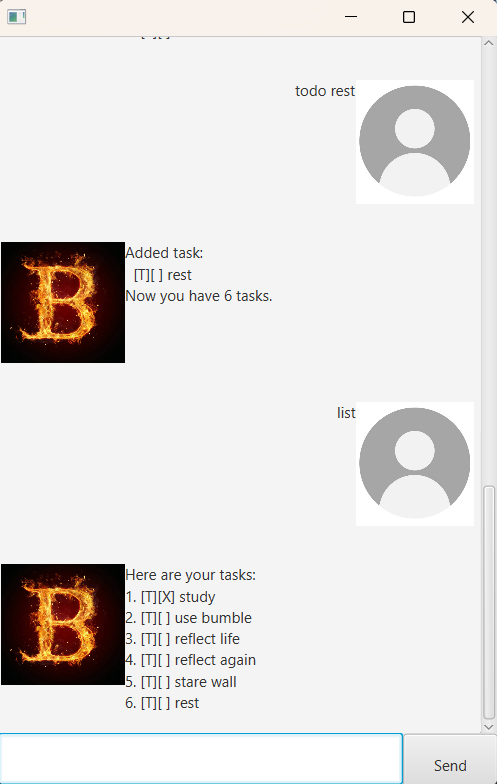 todo rest
B
Added task:
[T][ ] rest
Now you have 6 tasks.
list
B
Here are your tasks:
1. [T][X] study
2. [T][ ] use bumble
3. [T][ ] reflect life
4. [T][ ] reflect again
5. [T][ ] stare wall
6. [T][ ] rest
Send